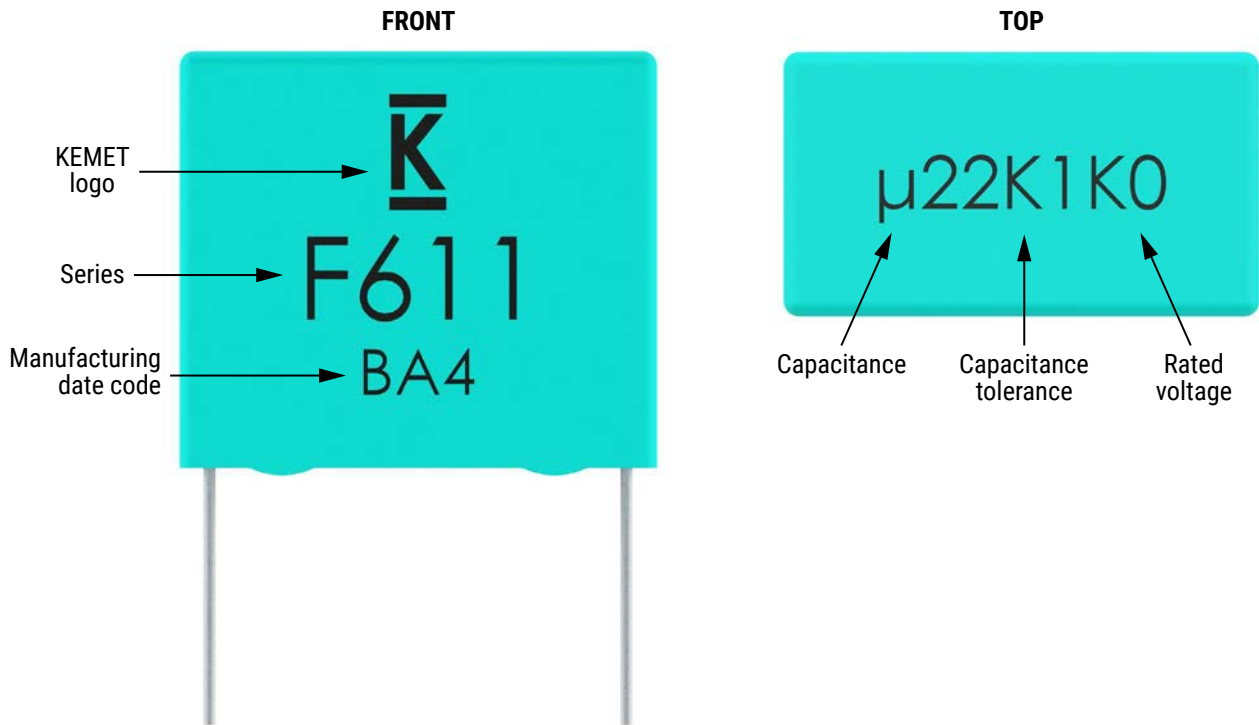 FRONT
K
F611
BA4
KEMET
logo
Series
Manufacturing
date code
TOP
µ22K1K0
Capacitance
Capacitance
tolerance
Rated
voltage